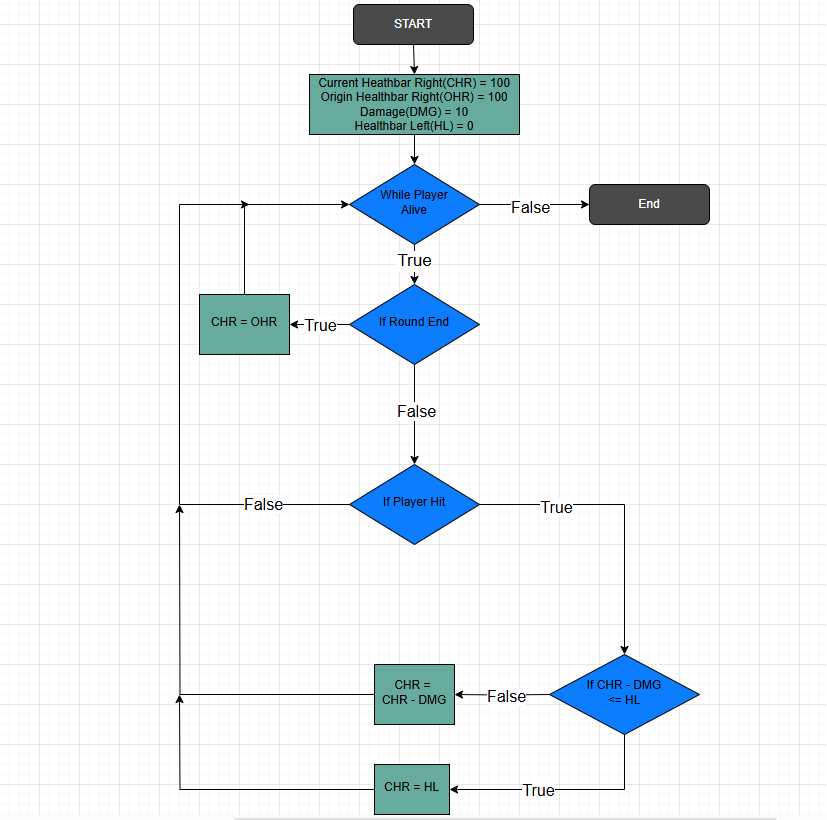 START
Current Heathbar Right(CHR) = 100
Origin Healthbar Right(OHR) = 100
Damage(DMG) = 10
Healthbar Left(HL) = 0
While Player
Alive
False
End
True
If Round End
True
CHR = OHR
False
If Player Hit
False
True
If CHR - DMG
<= HL
False
CHR =
CHR - DMG
True
CHR = HL